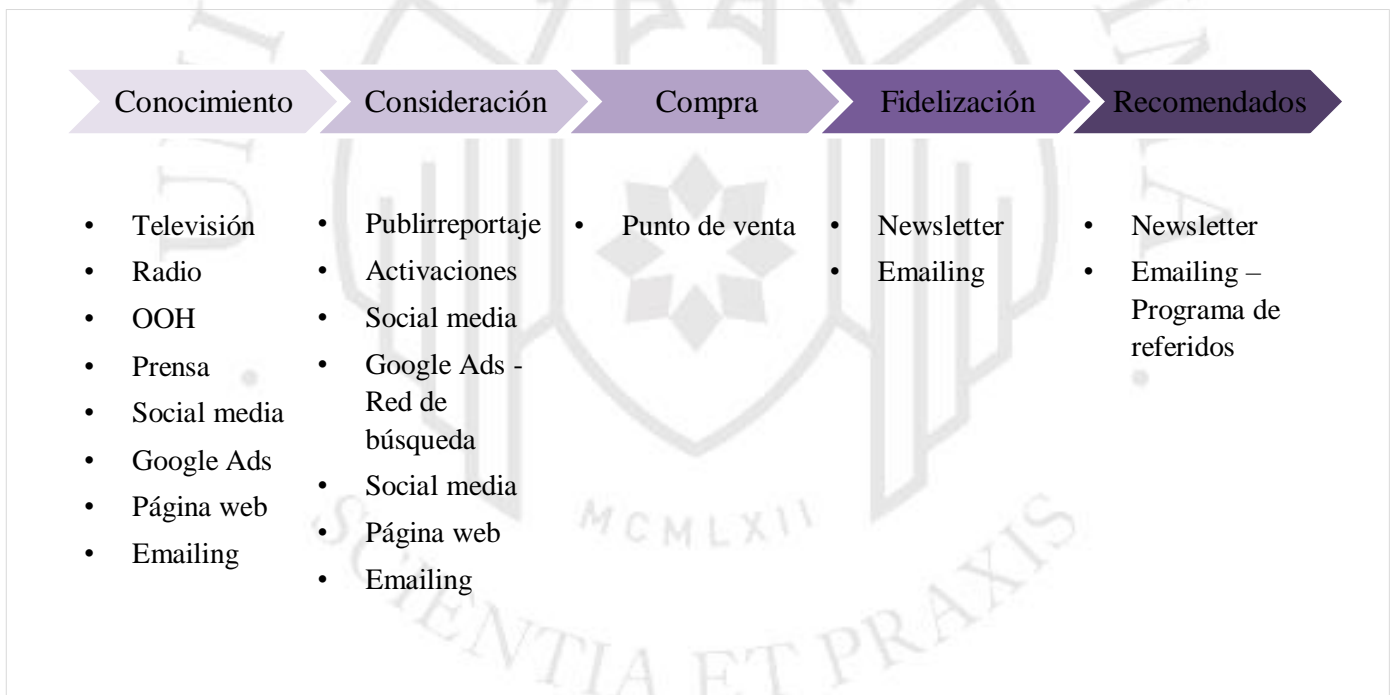 Conocimiento
Consideración
Compra
Fidelización
Recomendados
• Televisión
• Radio
• OOH
• Prensa
• Social media
• Google Ads
• Página web
• Emailing
• Publirreportaje
• Activaciones
• Social media
• Google Ads -
Red de
búsqueda
• Social media
• Página web
• Emailing
• Punto de venta
• Newsletter
• Emailing
• Newsletter
• Emailing –
Programa de
referidos
MCMLXII
SCIENTIA ET PRAXIS